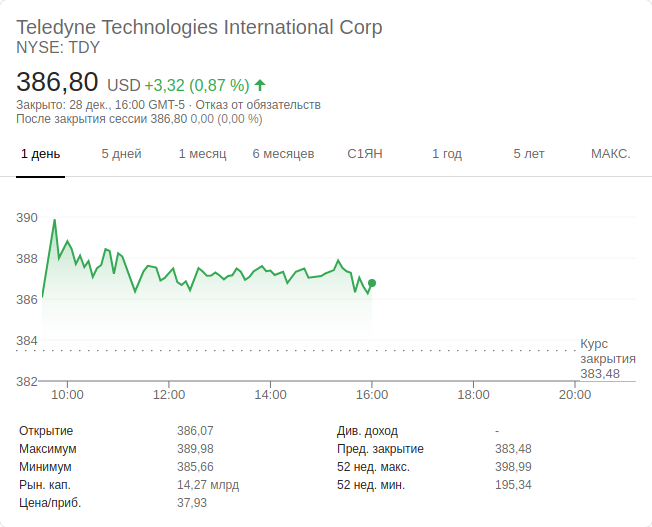 Teledyne Technologies International Corp
NYSE: TDY
386,80 USD +3,32 (0,87 %)
Закрыто: 28 дек., 16:00 GMT-5 · Отказ от обязательств
После закрытия сессии 386,80 0,00 (0,00 %)
1 день 5 дней 1 месяц 6 месяцев С1ЯН 1 год 5 лет МАКС.
390
388
386
384
Курс
закрытия
383,48
382
10:00 12:00 14:00 16:00 18:00 20:00
Открытие 386,07 Див. доход -
Максимум 389,98 Пред. закрытие 383,48
Минимум 385,66 52 нед. макс. 398,99
Рын. кап. 14,27 млрд 52 нед. мин. 195,34
Цена/приб. 37,93